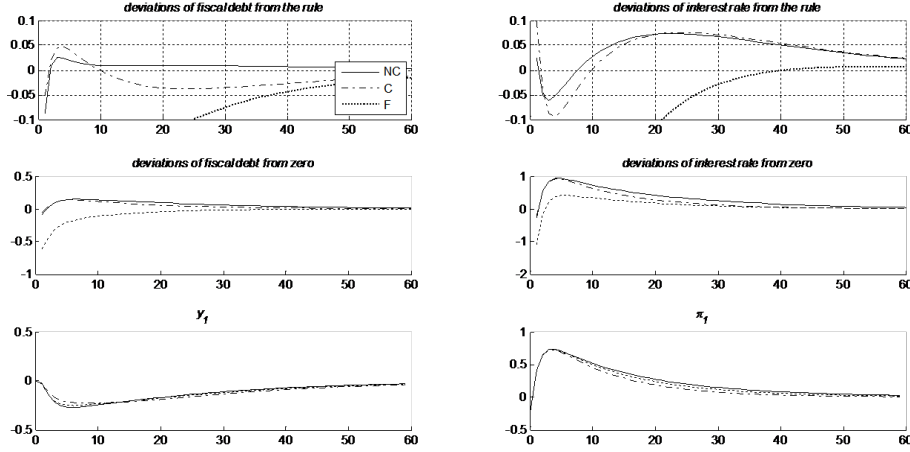 deviations of fiscal debt from the rule
0.1
0.05
0
-0.05
-0.1
0 10 20 30 40 50 60
NC
C
F
deviations of interest rate from the rule
0.1
0.05
0
-0.05
-0.1
0 10 20 30 40 50 60
deviations of fiscal debt from zero
0.5
0
-0.5
-1
0 10 20 30 40 50 60
deviations of interest rate from zero
2
1
0
-1
-2
0 10 20 30 40 50 60
y1
0.5
0
-0.5
0 10 20 30 40 50 60
π1
1
0.5
0
-0.5
0 10 20 30 40 50 60